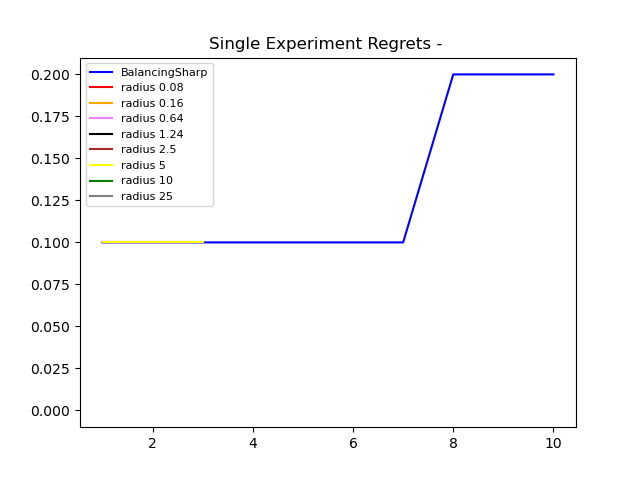 Single Experiment Regrets -
0.200
0.175
0.150
0.125
0.100
0.075
0.050
0.025
0.000
BalancingSharp
radius 0.08
radius 0.16
radius 0.64
radius 1.24
radius 2.5
radius 5
radius 10
radius 25
2 4 6 8 10